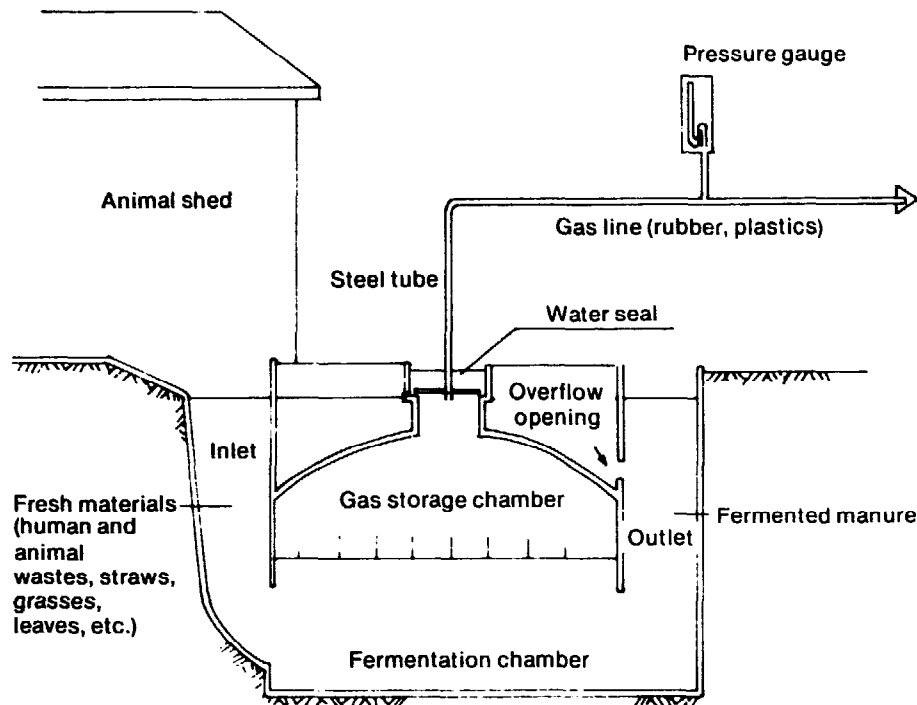 Pressure gauge
Animal shed
Gas line (rubber, plastics)
Steel tube
Water seal
Overflow
opening
Inlet
Gas storage chamber
Fresh materials
(human and
animal
wastes, straws,
grasses,
leaves, etc.)
Fermented manure
Outlet
Fermentation chamber